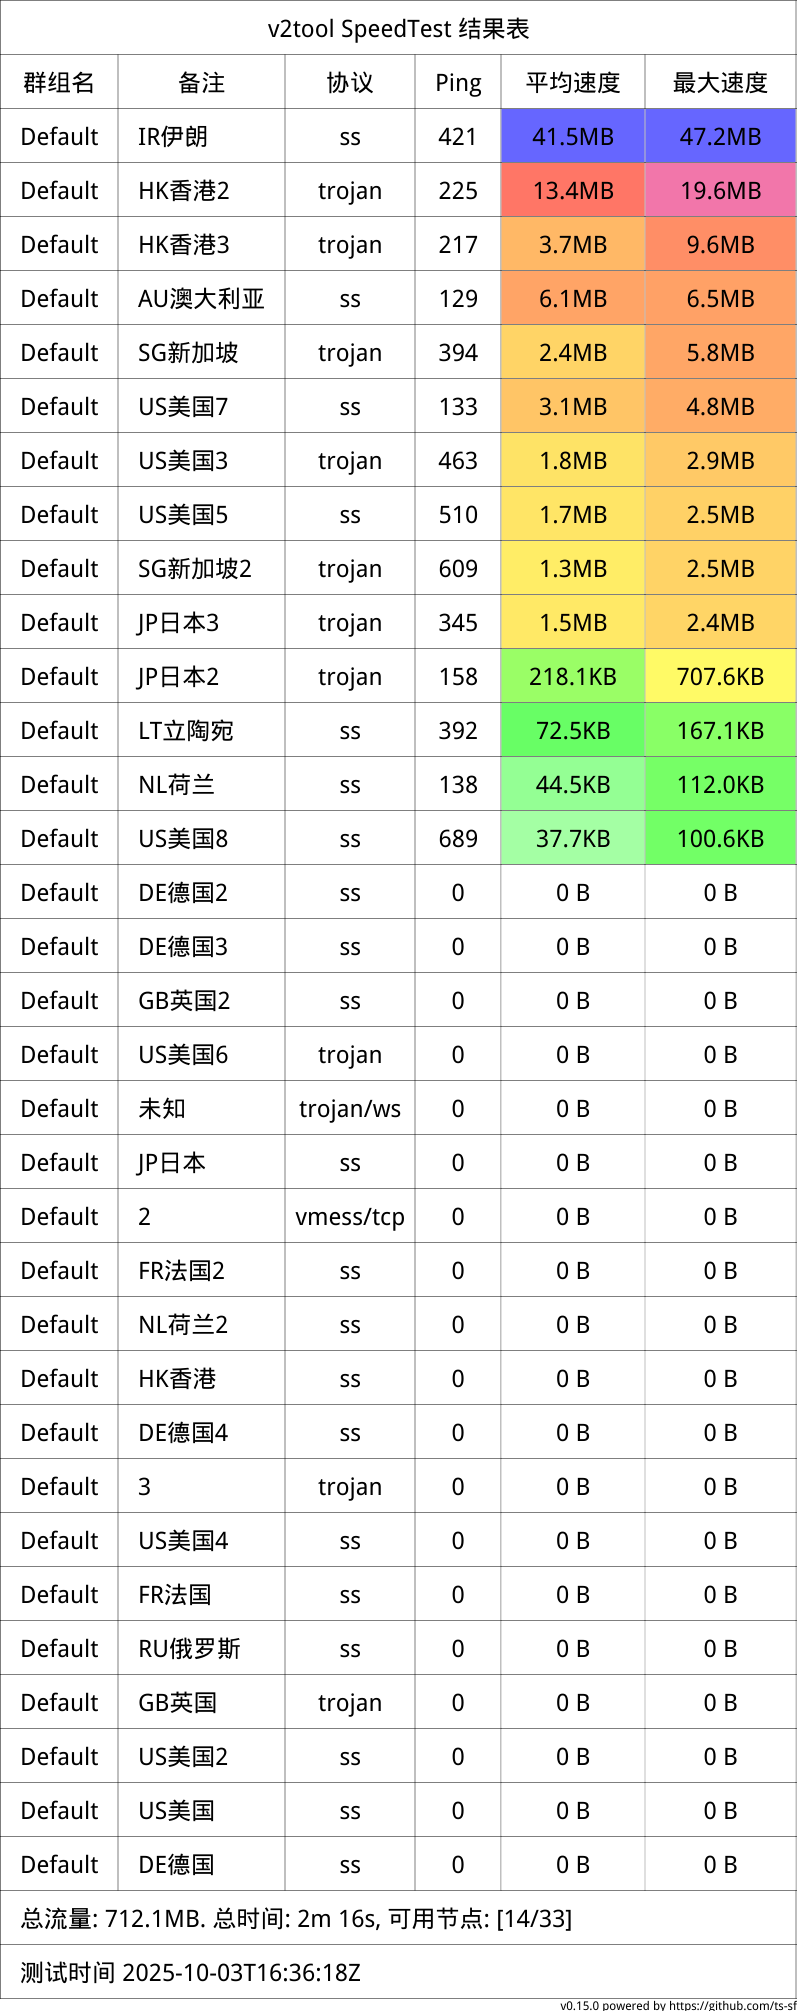 v2tool SpeedTest 结果表
群组名 备注 协议 Ping 平均速度 最大速度
Default IR伊朗 ss 421 41.5MB 47.2MB
Default HK香港2 trojan 225 13.4MB 19.6MB
Default HK香港3 trojan 217 3.7MB 9.6MB
Default AU澳大利亚 ss 129 6.1MB 6.5MB
Default SG新加坡 trojan 394 2.4MB 5.8MB
Default US美国7 ss 133 3.1MB 4.8MB
Default US美国3 trojan 463 1.8MB 2.9MB
Default US美国5 ss 510 1.7MB 2.5MB
Default SG新加坡2 trojan 609 1.3MB 2.5MB
Default JP日本3 trojan 345 1.5MB 2.4MB
Default JP日本2 trojan 158 218.1KB 707.6KB
Default LT立陶宛 ss 392 72.5KB 167.1KB
Default NL荷兰 ss 138 44.5KB 112.0KB
Default US美国8 ss 689 37.7KB 100.6KB
Default DE德国2 ss 0 0 B 0 B
Default DE德国3 ss 0 0 B 0 B
Default GB英国2 ss 0 0 B 0 B
Default US美国6 trojan 0 0 B 0 B
Default 未知 trojan/ws 0 0 B 0 B
Default JP日本 ss 0 0 B 0 B
Default 2 vmess/tcp 0 0 B 0 B
Default FR法国2 ss 0 0 B 0 B
Default NL荷兰2 ss 0 0 B 0 B
Default HK香港 ss 0 0 B 0 B
Default DE德国4 ss 0 0 B 0 B
Default 3 trojan 0 0 B 0 B
Default US美国4 ss 0 0 B 0 B
Default FR法国 ss 0 0 B 0 B
Default RU俄罗斯 ss 0 0 B 0 B
Default GB英国 trojan 0 0 B 0 B
Default US美国2 ss 0 0 B 0 B
Default US美国 ss 0 0 B 0 B
Default DE德国 ss 0 0 B 0 B
总流量: 712.1MB. 总时间: 2m 16s, 可用节点: [14/33]
测试时间 2025-10-03T16:36:18Z
v0.15.0 powered by https://github.com/ts-sf